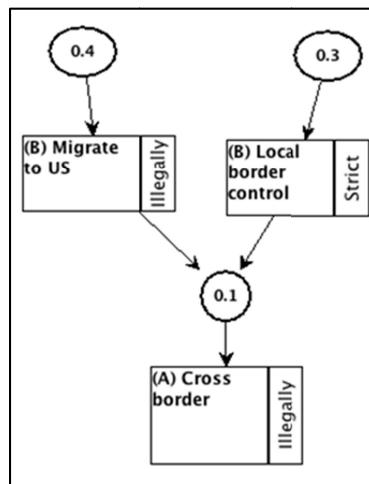 0.4
0.3
(B) Migrate
to US
Illegally
(B) Local
border
control
Strict
0.1
(A) Cross
border
Illegally